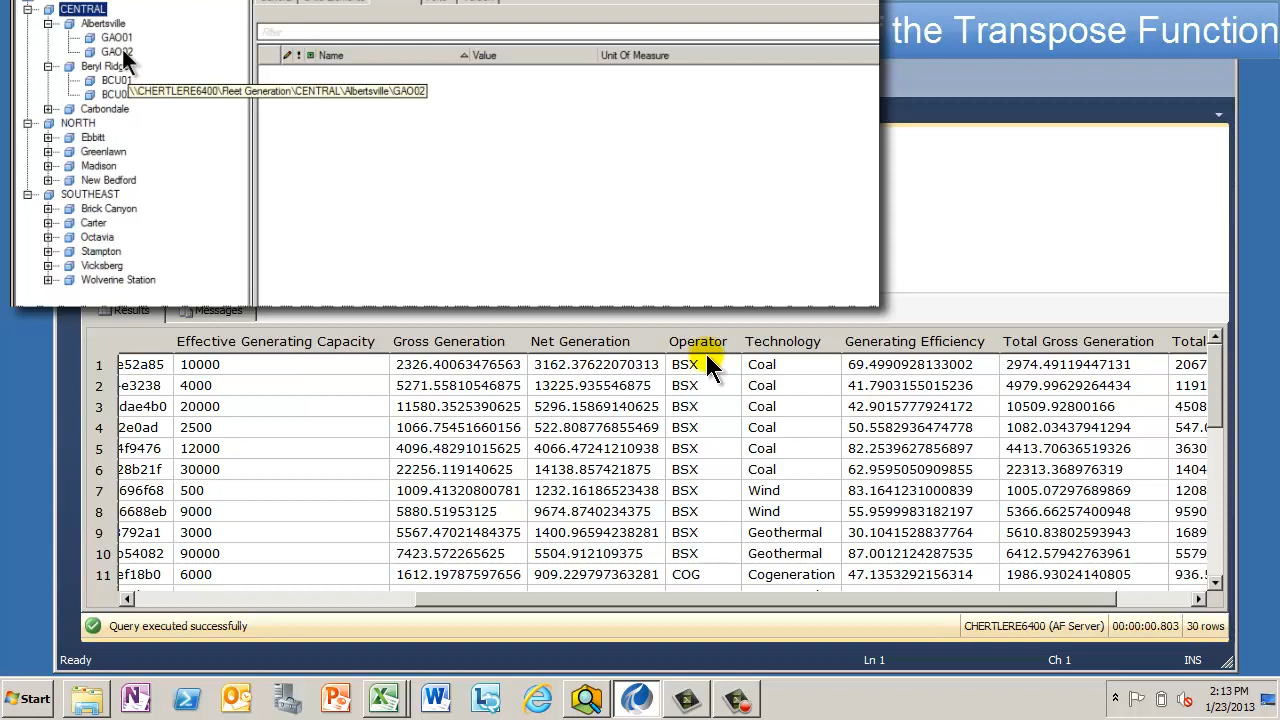 the Transpose Function
CENTRAL
Albertsville
GAO01
GAO02
Beryl Ridge
BCU01
BCU0
\\CHERTLERE6400\Fleet Generation\CENTRAL\Albertsville\GAO02
Carbondale
NORTH
Ebbitt
Greenlawn
Madison
New Bedford
SOUTHEAST
Brick Canyon
Carter
Octavia
Stampton
Vicksberg
Wolverine Station
Filter
! Name Value Unit Of Measure
Results Messages
Effective Generating Capacity Gross Generation Net Generation Operator Technology Generating Efficiency Total Gross Generation Total
1 e52a85 10000 2326.40063476563 3162.37622070313 BSX Coal 69.4990928133002 2974.49119447131 2067
2 e3238 4000 5271.55810546875 13225.935546875 BSX Coal 41.7903155015236 4979.99629264434 1191
3 dae4b0 20000 11580.3525390625 5296.15869140625 BSX Coal 42.9015777924172 10509.92800166 4508
4 2e0ad 2500 1066.75451660156 522.808776855469 BSX Coal 50.5582936474778 1082.04437941294 547.
5 4f9476 12000 4096.48291015625 4066.47241210938 BSX Coal 82.2539627856897 4413.70621634326 3630
6 28b21f 30000 22256.119140625 14138.857421875 BSX Coal 62.9595050909855 22313.368976319 1404
7 696f68 500 1009.41320800781 1232.16186523438 BSX Wind 83.1641231000839 1005.07297689869 1208
8 6688eb 9000 5880.51953125 9674.8740234375 BSX Wind 55.9599983182197 5366.66257400948 9590
9 3792a1 3000 5567.47021484375 1400.96594238281 BSX Geothermal 30.1041528837764 5610.83802593943 1689
10 b54082 90000 7423.572265625 5504.912109375 BSX Geothermal 87.0012124287535 6412.57942763961 5579
11 ef18b0 6000 1612.19787597656 909.229797363281 COG Cogeneration 47.1353292156314 1986.93024140805 936.
Query executed successfully CHERTLERE6400 (AF Server) 00:00:00.803 30 rows
Ready Ln 1 Ch 1 INS
Start 2:13 PM
1/23/2013